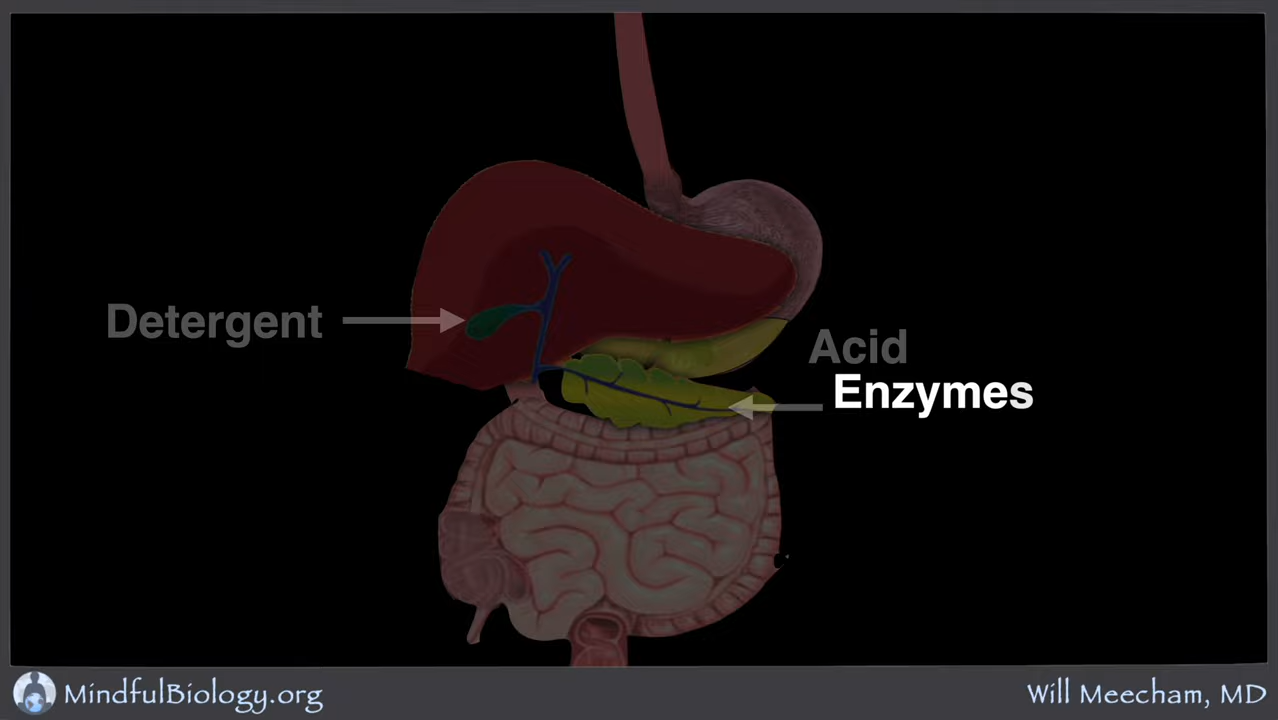 Detergent
Acid
Enzymes
MindfulBiology.org
Will Meecham, MD